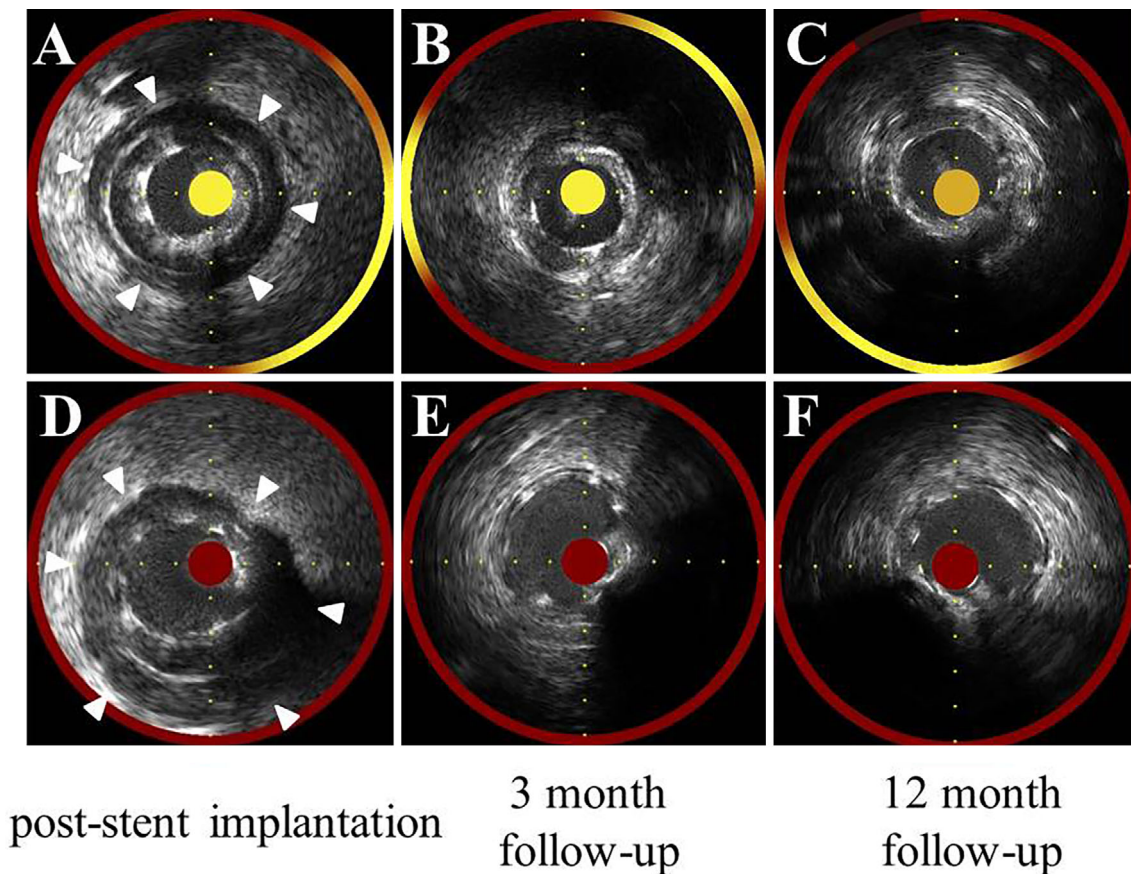 A
B
C
D
E
F
post-stent implantation
3 month
follow-up
12 month
follow-up